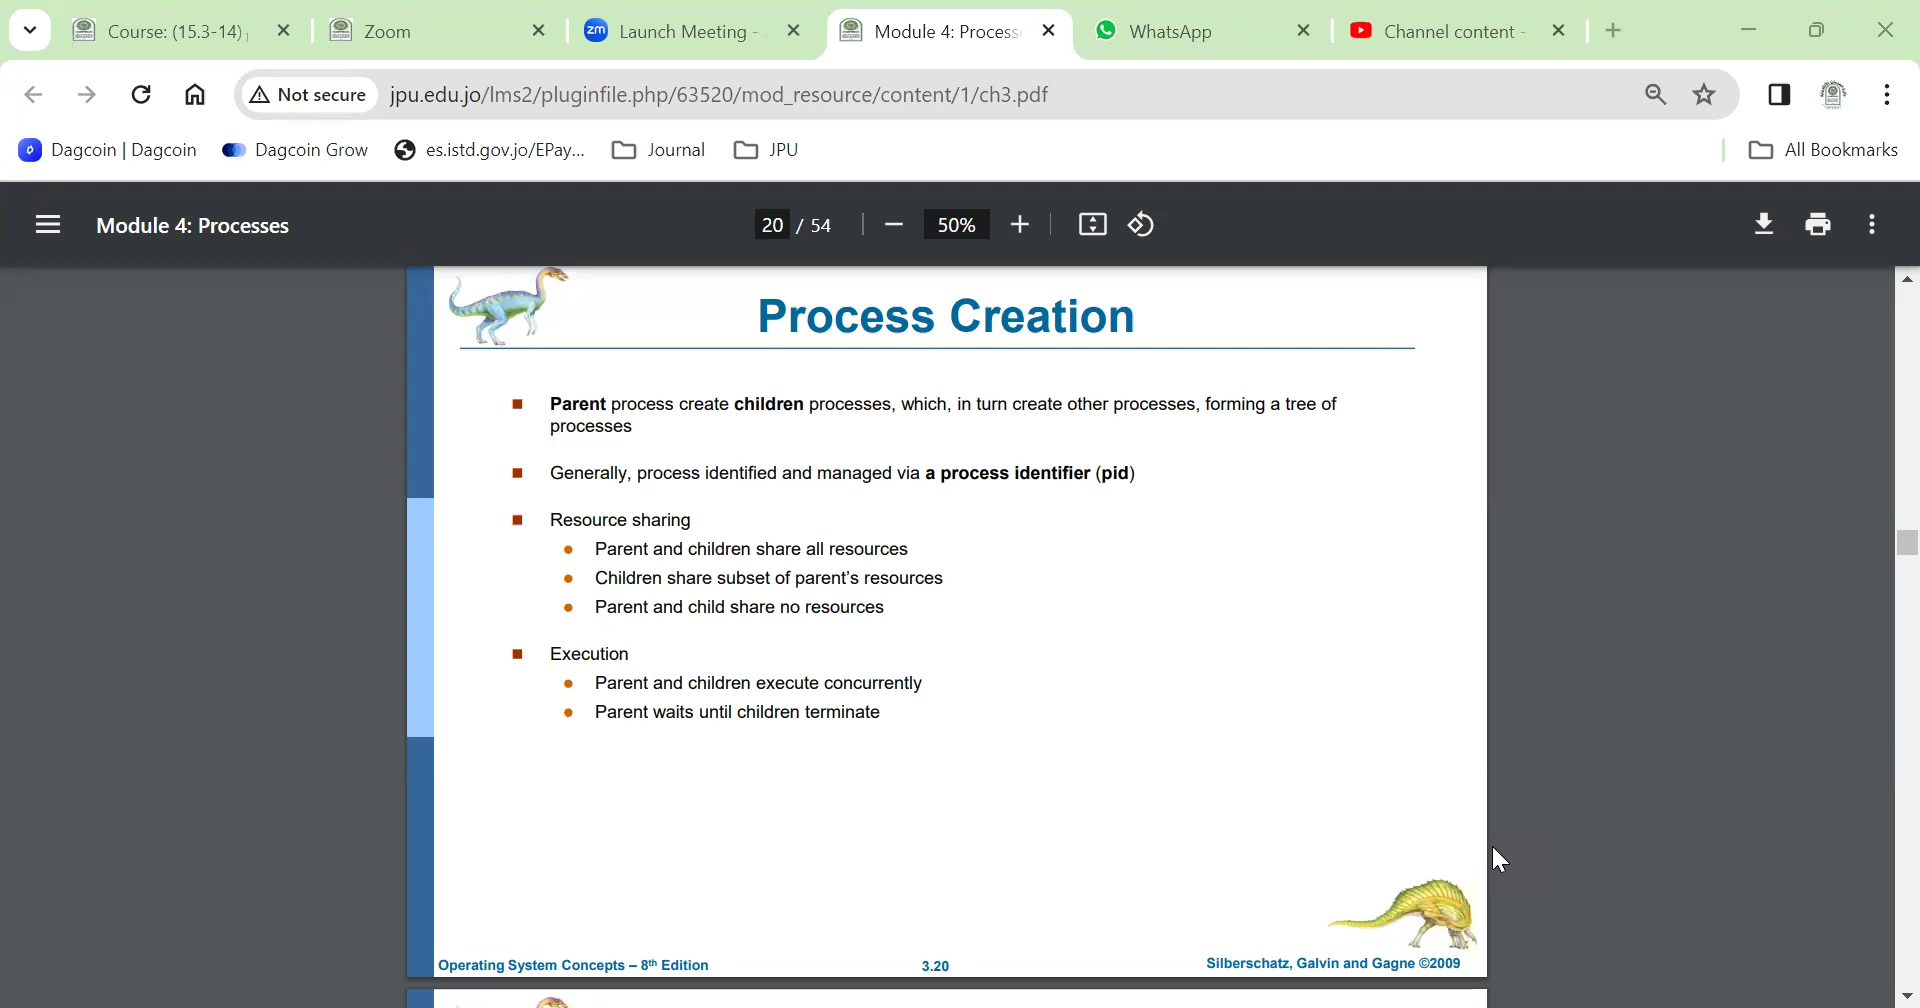 Course: (15.3-14)
Zoom
Launch Meeting -
Module 4: Process
WhatsApp
Channel content -
Not secure
jpu.edu.jo/lms2/pluginfile.php/63520/mod_resource/content/1/ch3.pdf
Dagcoin | Dagcoin
Dagcoin Grow
es.istd.gov.jo/EPay...
Journal
JPU
All Bookmarks
Module 4: Processes
20 / 54
50%
Process Creation
Parent process create children processes, which, in turn create other processes, forming a tree of
processes
Generally, process identified and managed via a process identifier (pid)
Resource sharing
Parent and children share all resources
Children share subset of parent's resources
Parent and child share no resources
Execution
Parent and children execute concurrently
Parent waits until children terminate
Operating System Concepts – 8th Edition
3.20
Silberschatz, Galvin and Gagne ©2009